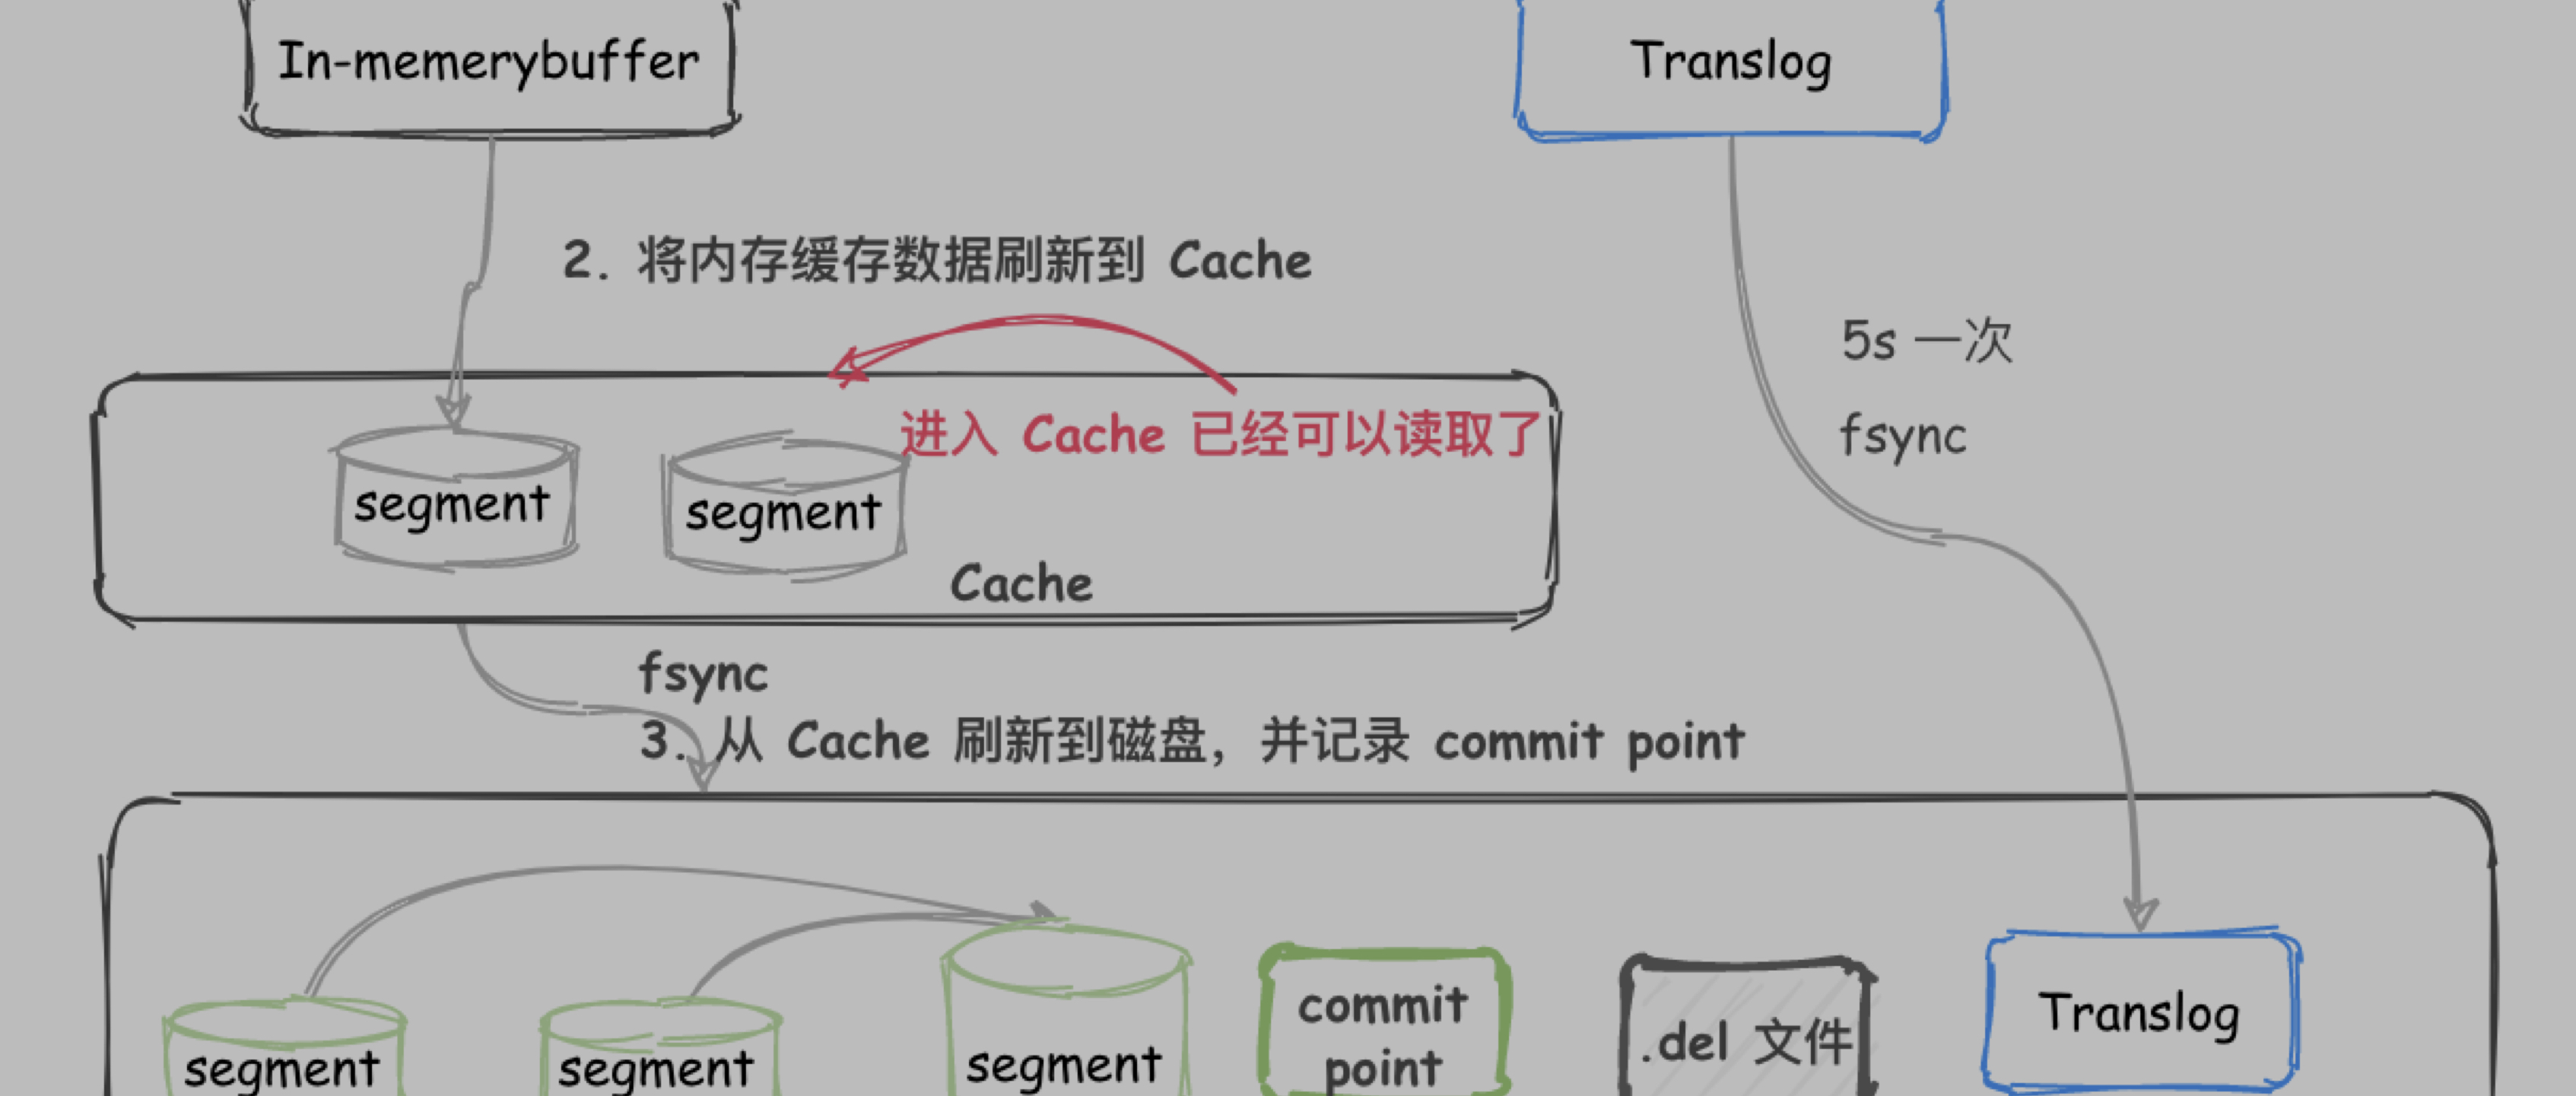 In-memerybuffer
Translog
2. 将内存缓存数据刷新到 Cache
5s 一次
fsync
进入 Cache 已经可以读取了
segment
segment
Cache
fsync
3. 从 Cache 刷新到磁盘，并记录 commit point
segment
segment
segment
commit
point
.del 文件
Translog